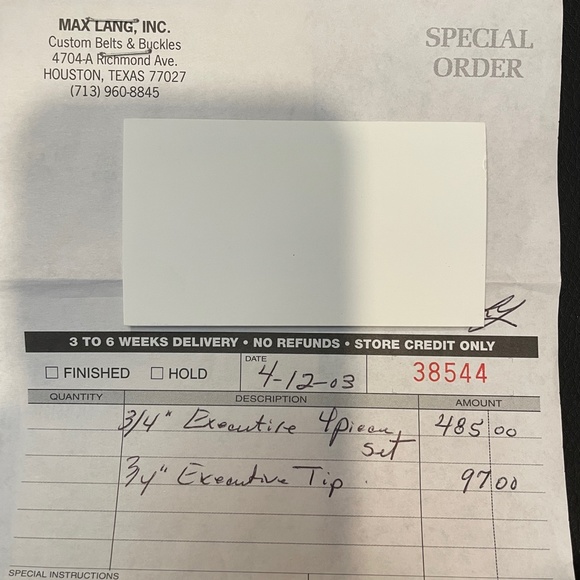 MAX LANG, INC.
Custom Belts & Buckles
4704-A Richmond Ave.
HOUSTON, TEXAS 77027
(713) 960-8845
SPECIAL
ORDER
3 TO 6 WEEKS DELIVERY • NO REFUNDS • STORE CREDIT ONLY
FINISHED HOLD DATE 4-12-03 38544
QUANTITY DESCRIPTION AMOUNT
3/4" Executive 4 piece 485 00
set
3/4" Executive Tip 97 00
SPECIAL INSTRUCTIONS